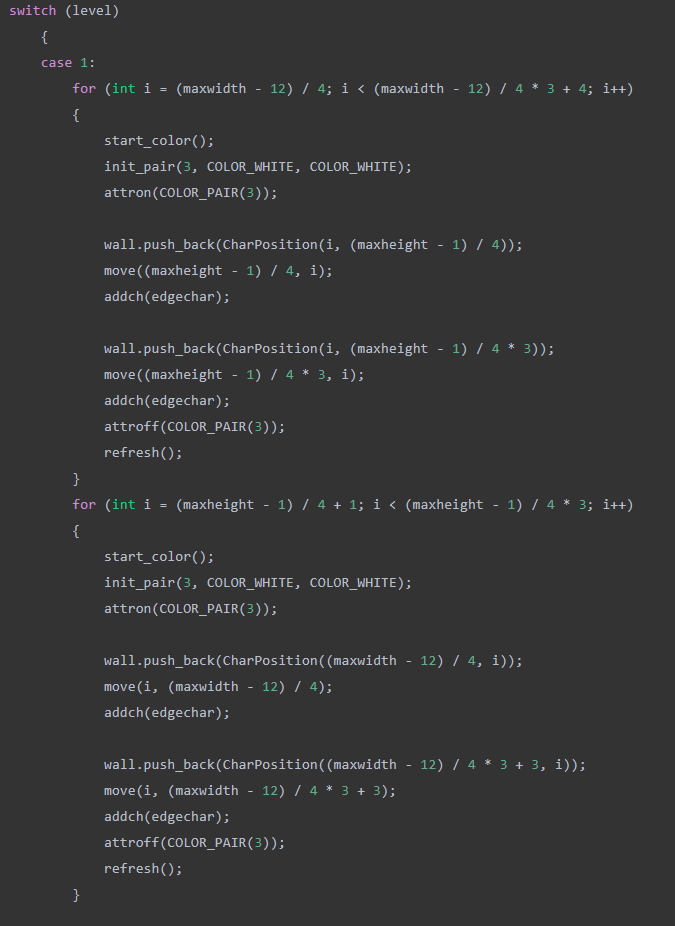 switch (level)
    {
    case 1:
        for (int i = (maxwidth - 12) / 4; i < (maxwidth - 12) / 4 * 3 + 4; i++)
        {
            start_color();
            init_pair(3, COLOR_WHITE, COLOR_WHITE);
            attron(COLOR_PAIR(3));

            wall.push_back(CharPosition(i, (maxheight - 1) / 4));
            move((maxheight - 1) / 4, i);
            addch(edgechar);

            wall.push_back(CharPosition(i, (maxheight - 1) / 4 * 3));
            move((maxheight - 1) / 4 * 3, i);
            addch(edgechar);
            attroff(COLOR_PAIR(3));
            refresh();
        }
        for (int i = (maxheight - 1) / 4 + 1; i < (maxheight - 1) / 4 * 3; i++)
        {
            start_color();
            init_pair(3, COLOR_WHITE, COLOR_WHITE);
            attron(COLOR_PAIR(3));

            wall.push_back(CharPosition((maxwidth - 12) / 4, i));
            move(i, (maxwidth - 12) / 4);
            addch(edgechar);

            wall.push_back(CharPosition((maxwidth - 12) / 4 * 3 + 3, i));
            move(i, (maxwidth - 12) / 4 * 3 + 3);
            addch(edgechar);
            attroff(COLOR_PAIR(3));
            refresh();
        }